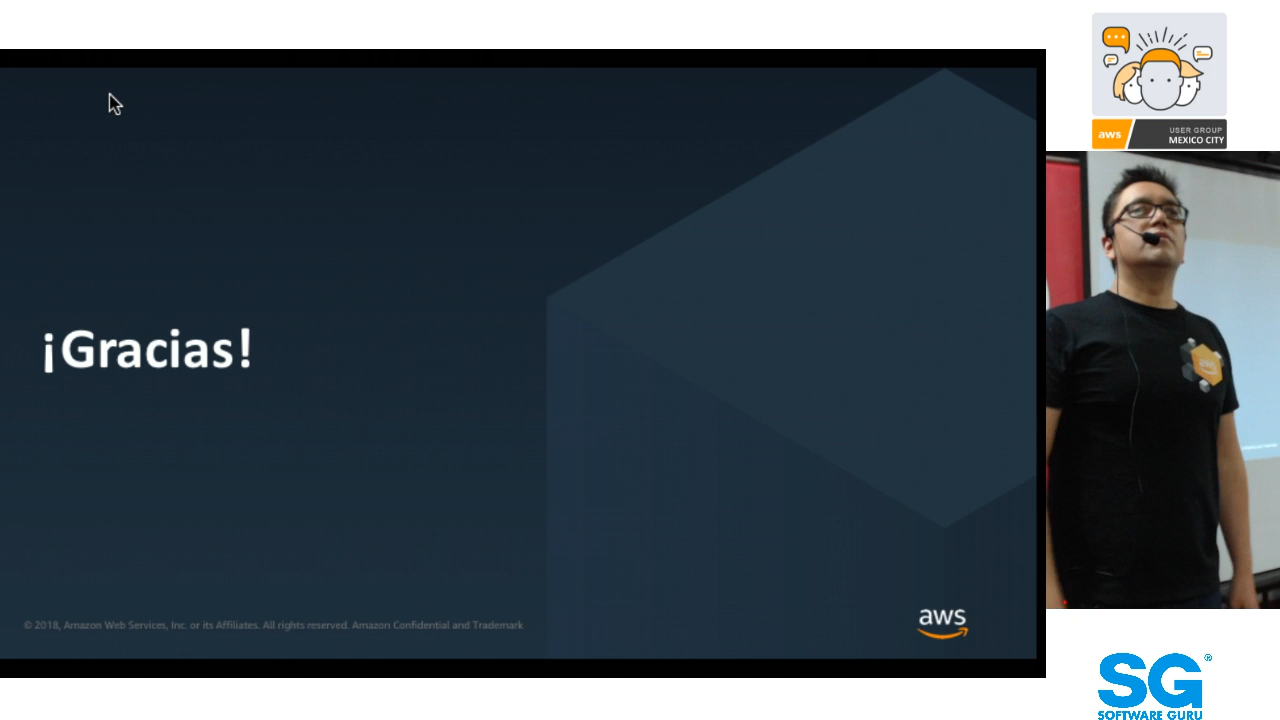 ¡Gracias!
© 2018, Amazon Web Services, Inc. or its Affiliates. All rights reserved. Amazon Confidential and Trademark
aws
aws
USER GROUP
MEXICO CITY
aws
SG®
SOFTWARE GURU